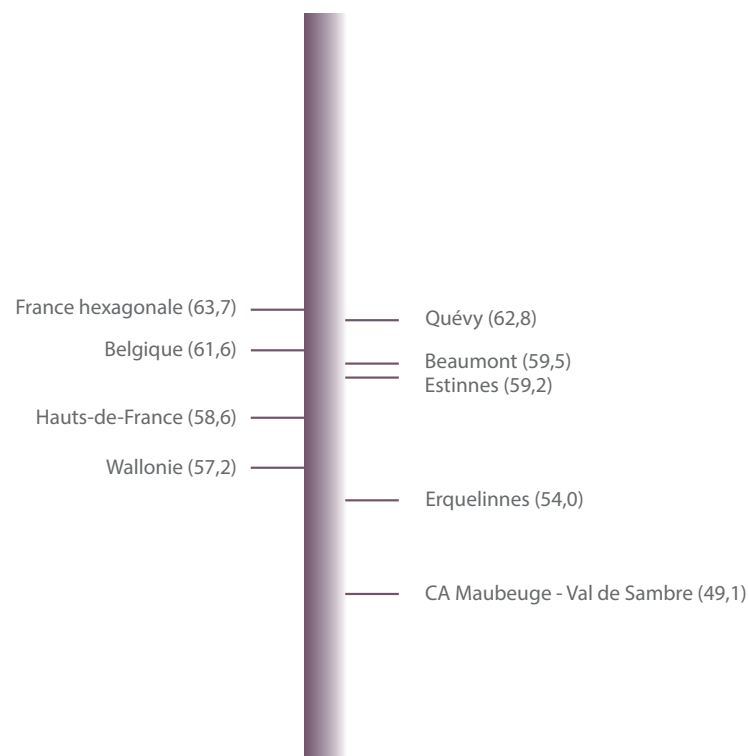 France hexagonale (63,7)
Belgique (61,6)
Hauts-de-France (58,6)
Wallonie (57,2)
Quévy (62,8)
Beaumont (59,5)
Estinnes (59,2)
Erquelinnes (54,0)
CA Maubeuge - Val de Sambre (49,1)